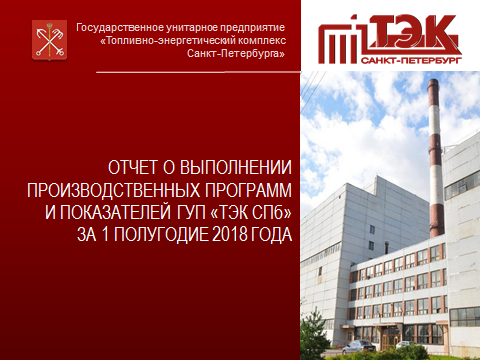 Государственное унитарное предприятие
«Топливно-энергетический комплекс
Санкт-Петербурга»
ТЭК
САНКТ-ПЕТЕРБУРГ
ОТЧЕТ О ВЫПОЛНЕНИИ
ПРОИЗВОДСТВЕННЫХ ПРОГРАММ
И ПОКАЗАТЕЛЕЙ ГУП «ТЭК СПб»
ЗА 1 ПОЛУГОДИЕ 2018 ГОДА